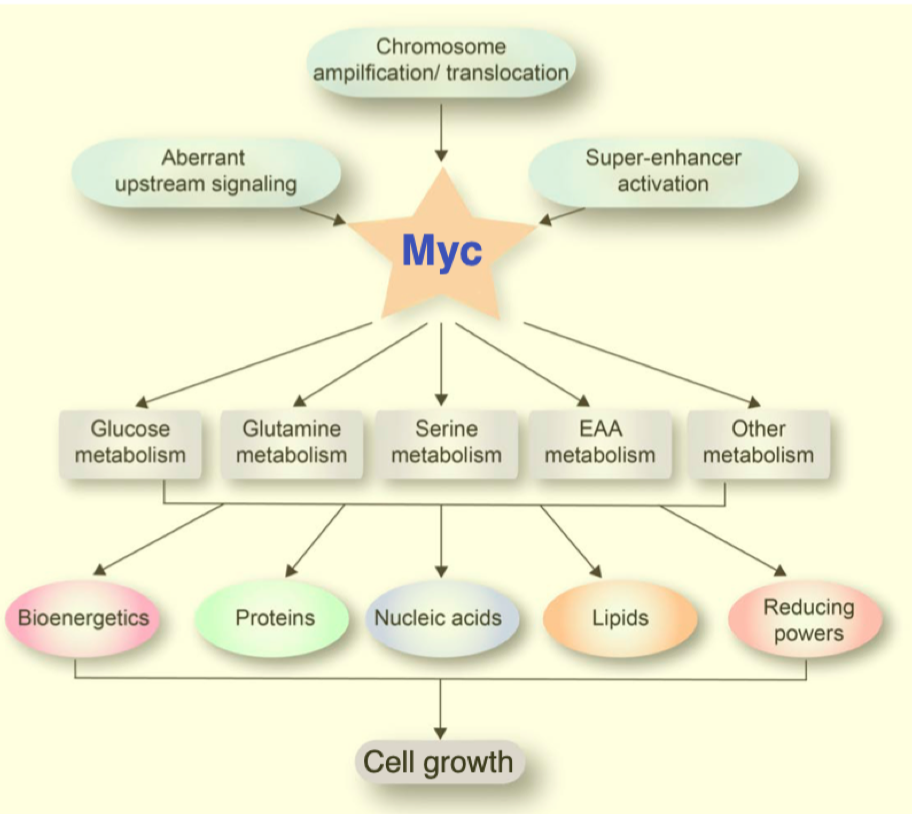 Chromosome
ampilfication/ translocation
Aberrant
upstream signaling
Super-enhancer
activation
Myc
Glucose
metabolism
Glutamine
metabolism
Serine
metabolism
EAA
metabolism
Other
metabolism
Bioenergetics
Proteins
Nucleic acids
Lipids
Reducing
powers
Cell growth